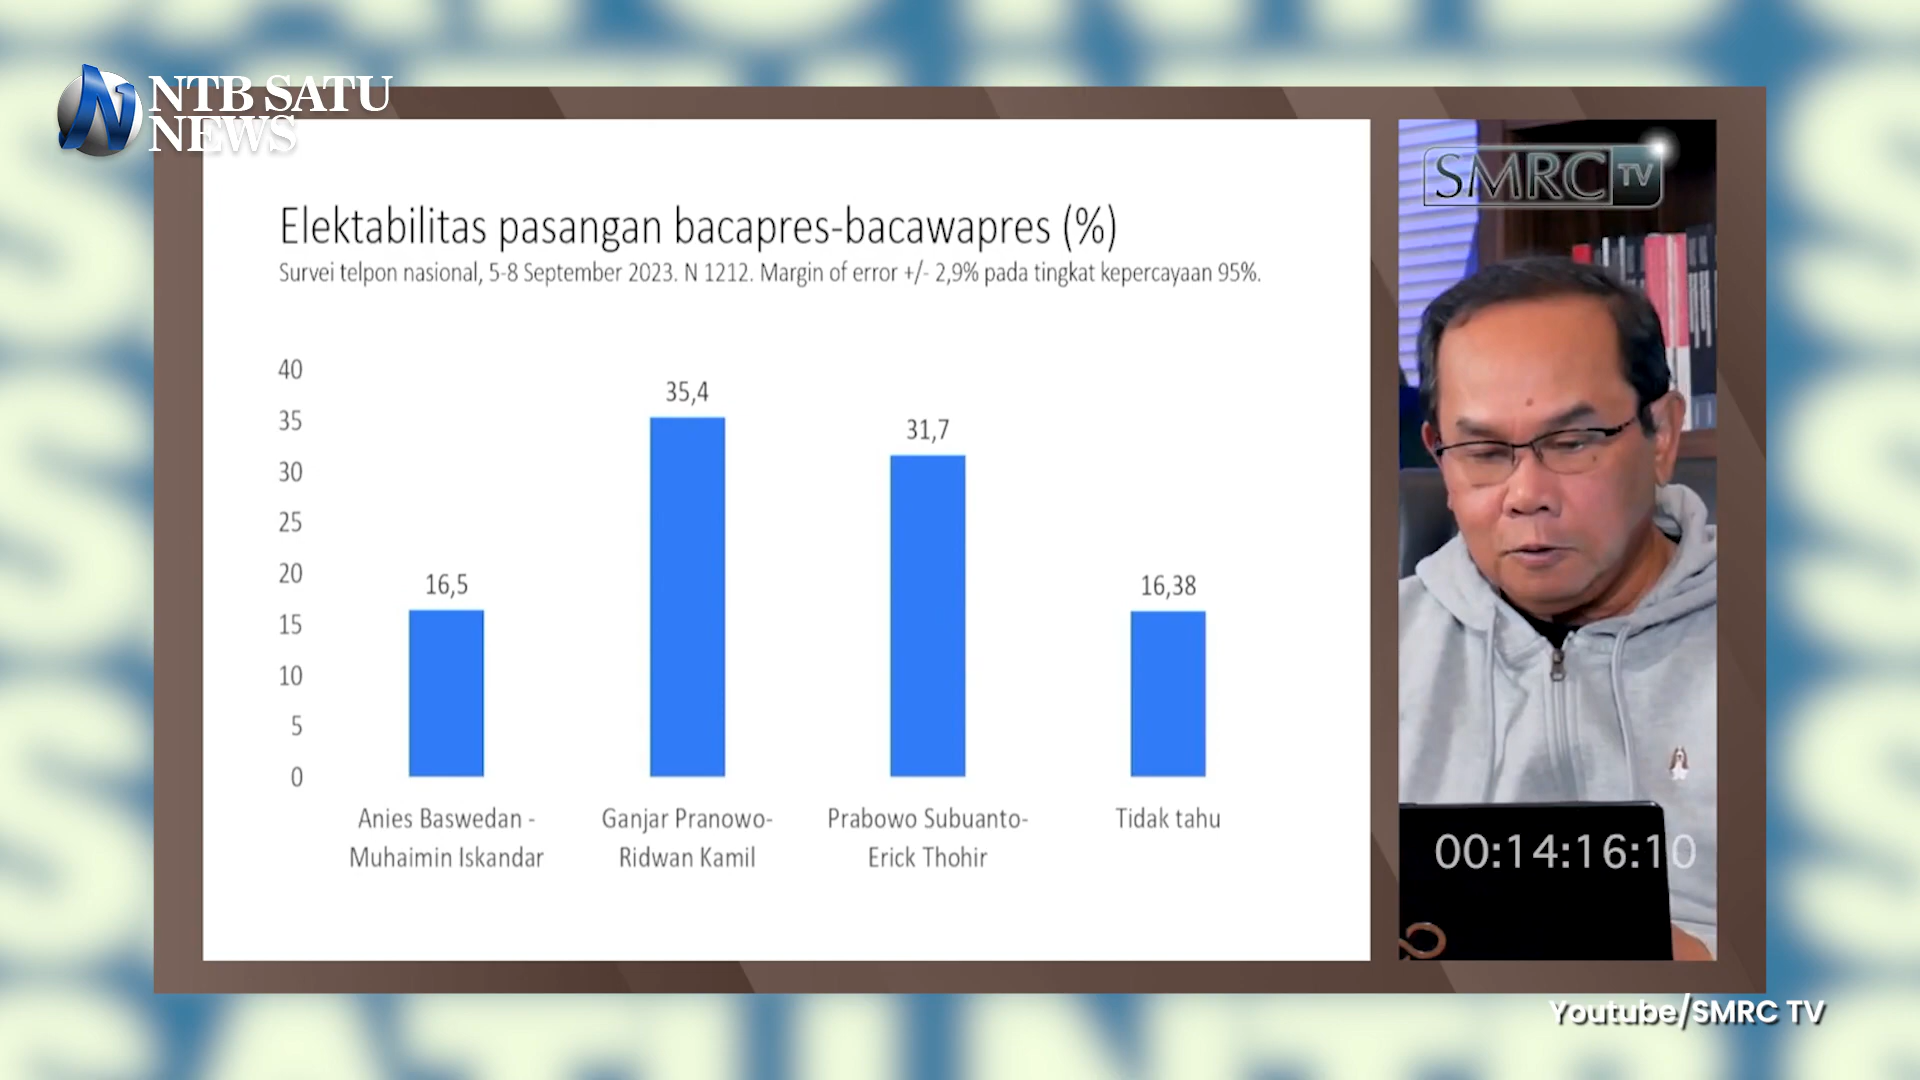 NTB SATU
NEWS
SMRC TV
Elektabilitas pasangan bacapres-bacawapres (%)
Survei telpon nasional, 5-8 September 2023. N 1212. Margin of error +/- 2,9% pada tingkat kepercayaan 95%.
40
35
30
25
20
15
10
5
0
16,5
35,4
31,7
16,38
Anies Baswedan -
Muhaimin Iskandar
Ganjar Pranowo-
Ridwan Kamil
Prabowo Subuanto-
Erick Thohir
Tidak tahu
00:14:16:10
Youtube/SMRC TV